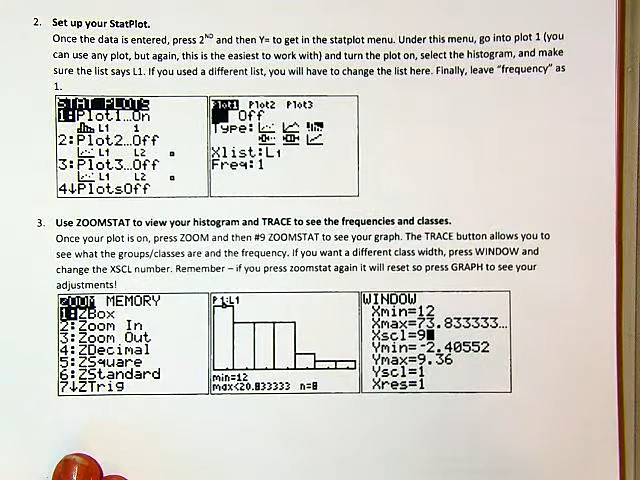 2. Set up your StatPlot.
Once the data is entered, press 2ND and then Y= to get in the statplot menu. Under this menu, go into plot 1 (you
can use any plot, but again, this is the easiest to work with) and turn the plot on, select the histogram, and make
sure the list says L1. If you used a different list, you will have to change the list here. Finally, leave "frequency" as
1.
STAT PLOTS
1:Plot1…On
L1 1
2:Plot2…Off
L1 L2
3:Plot3…Off
L1 L2
4↓PlotsOff
Plot1 Plot2 Plot3
Off
Type:
Xlist:L1
Freq:1
3. Use ZOOMSTAT to view your histogram and TRACE to see the frequencies and classes.
Once your plot is on, press ZOOM and then #9 ZOOMSTAT to see your graph. The TRACE button allows you to
see what the groups/classes are and the frequency. If you want a different class width, press WINDOW and
change the XSCL number. Remember – if you press zoomstat again it will reset so press GRAPH to see your
adjustments!
ZOOM MEMORY
1:ZBox
2:Zoom In
3:Zoom Out
4:ZDecimal
5:ZSquare
6:ZStandard
7↓ZTrig
P1:L1
min=12
max<20.833333 n=8
WINDOW
Xmin=12
Xmax=73.833333…
Xscl=9
Ymin=-2.40552
Ymax=9.36
Yscl=1
Xres=1